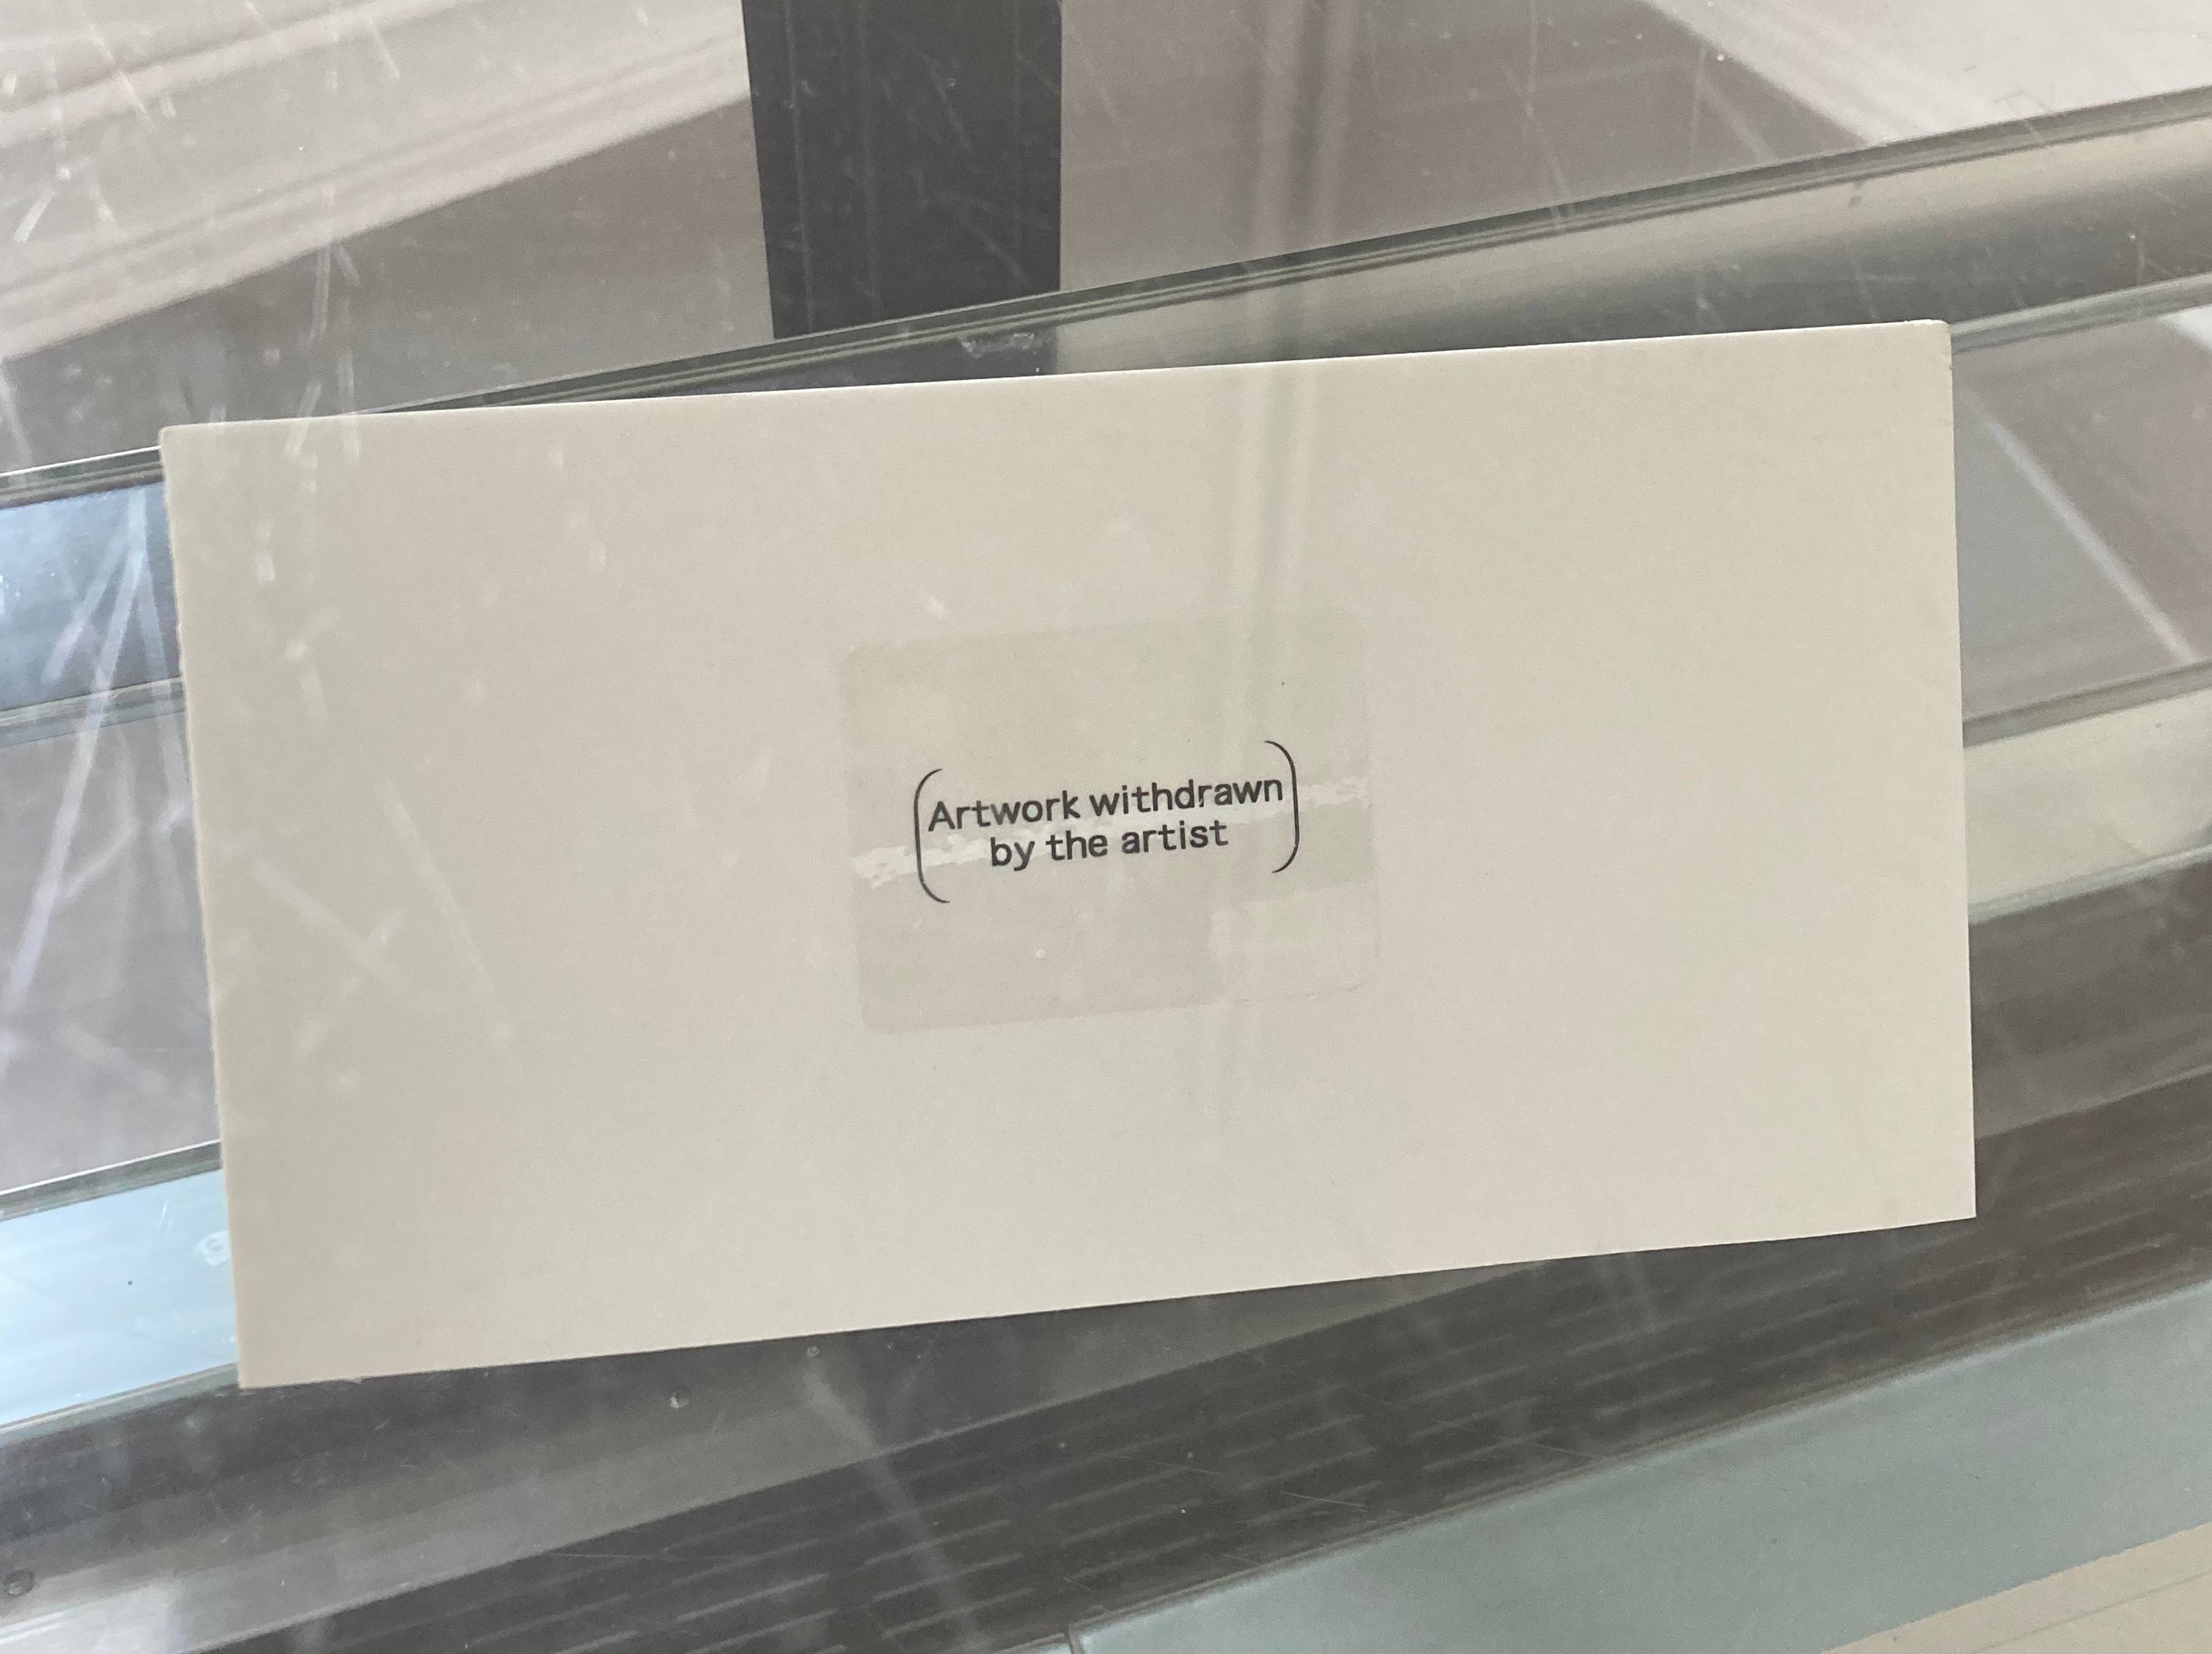 (Artwork withdrawn
by the artist)